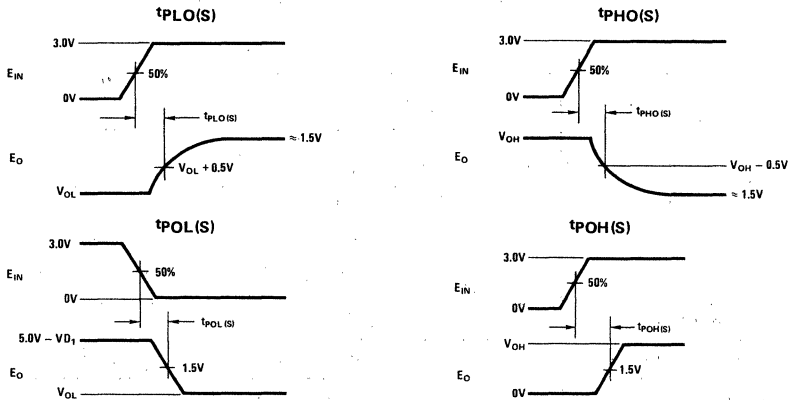 tPLO(S)
3.0V
EIN
50%
0V
tPLO(S)
≈ 1.5V
EO
VOL + 0.5V
VOL
tPHO(S)
3.0V
EIN
50%
0V
tPHO(S)
VOH
EO
VOH − 0.5V
≈ 1.5V
tPOL(S)
3.0V
EIN
50%
0V
tPOL(S)
5.0V − VD1
EO
1.5V
VOL
tPOH(S)
3.0V
EIN
50%
0V
tPOH(S)
VOH
EO
1.5V
0V